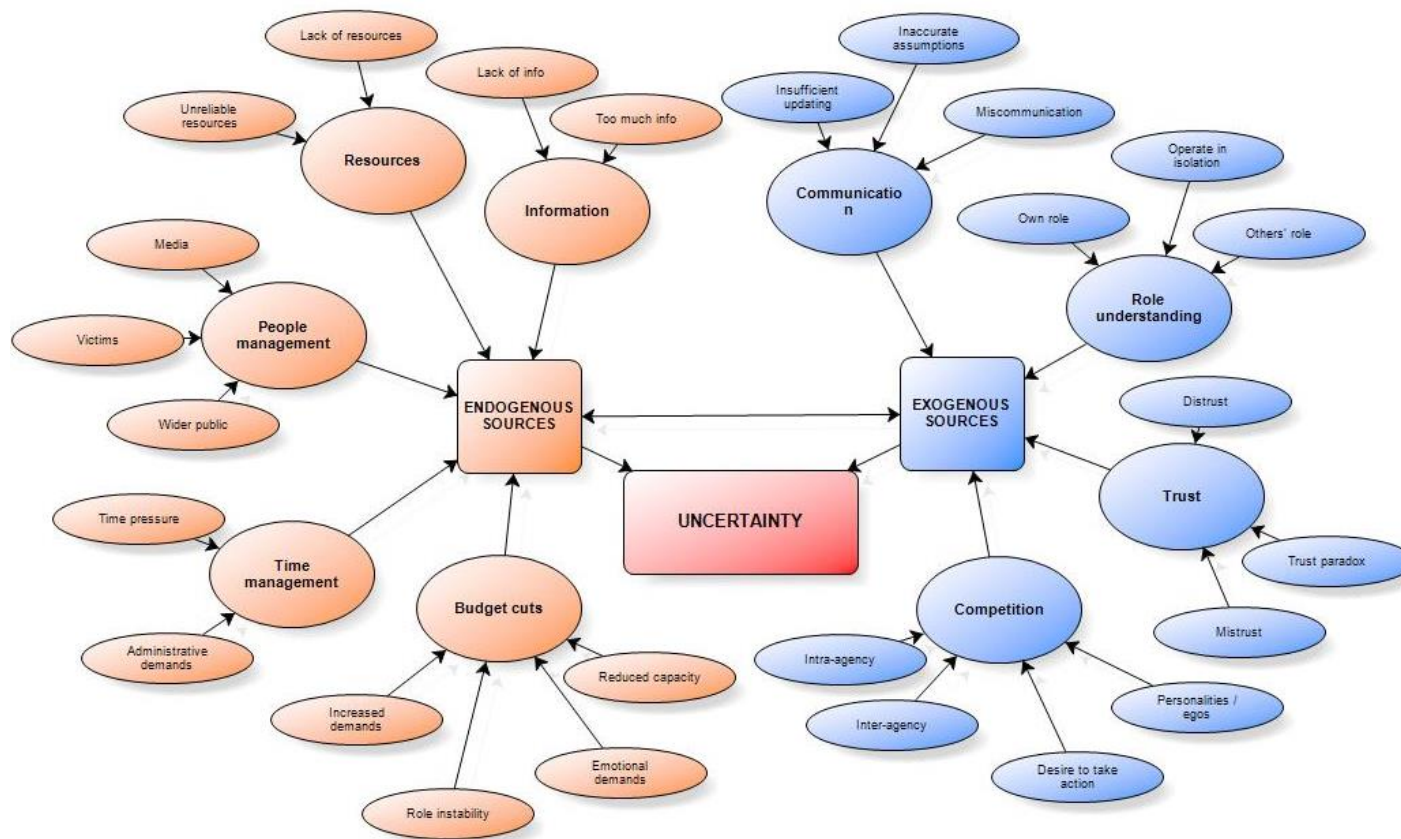 Lack of resources
Unreliable
resources
Resources
Lack of info
Too much info
Information
Media
Victims
Wider public
People
management
Time pressure
Administrative
demands
Time
management
Increased
demands
Role instability
Emotional
demands
Reduced capacity
Budget cuts
ENDOGENOUS
SOURCES
UNCERTAINTY
EXOGENOUS
SOURCES
Inaccurate
assumptions
Insufficient
updating
Miscommunication
Communicatio
n
Operate in
isolation
Own role
Others' role
Role
understanding
Distrust
Trust
Trust paradox
Mistrust
Competition
Intra-agency
Inter-agency
Personalities /
egos
Desire to take
action